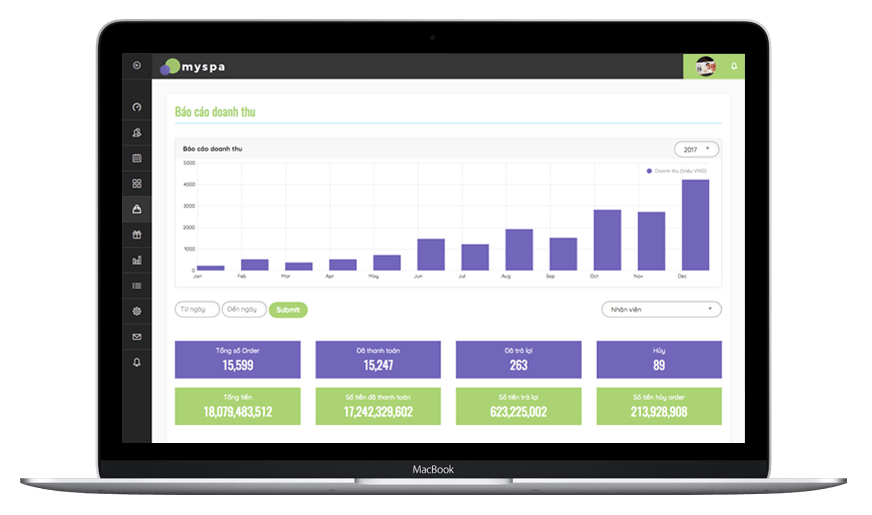 myspa
Báo cáo doanh thu
Báo cáo doanh thu
2017
Doanh thu (triệu VND)
5000
4000
3000
2000
1000
0
Jan Feb Mar Apr May Jun Jul Aug Sep Oct Nov Dec
Từ ngày Đến ngày Submit Nhân viên
Tổng số Order Đã thanh toán Đã trả lại Hủy
15,599 15,247 263 89
Tổng tiền Số tiền đã thanh toán Số tiền trả lại Số tiền hủy order
18,079,483,512 17,242,329,602 623,225,002 213,928,908
MacBook